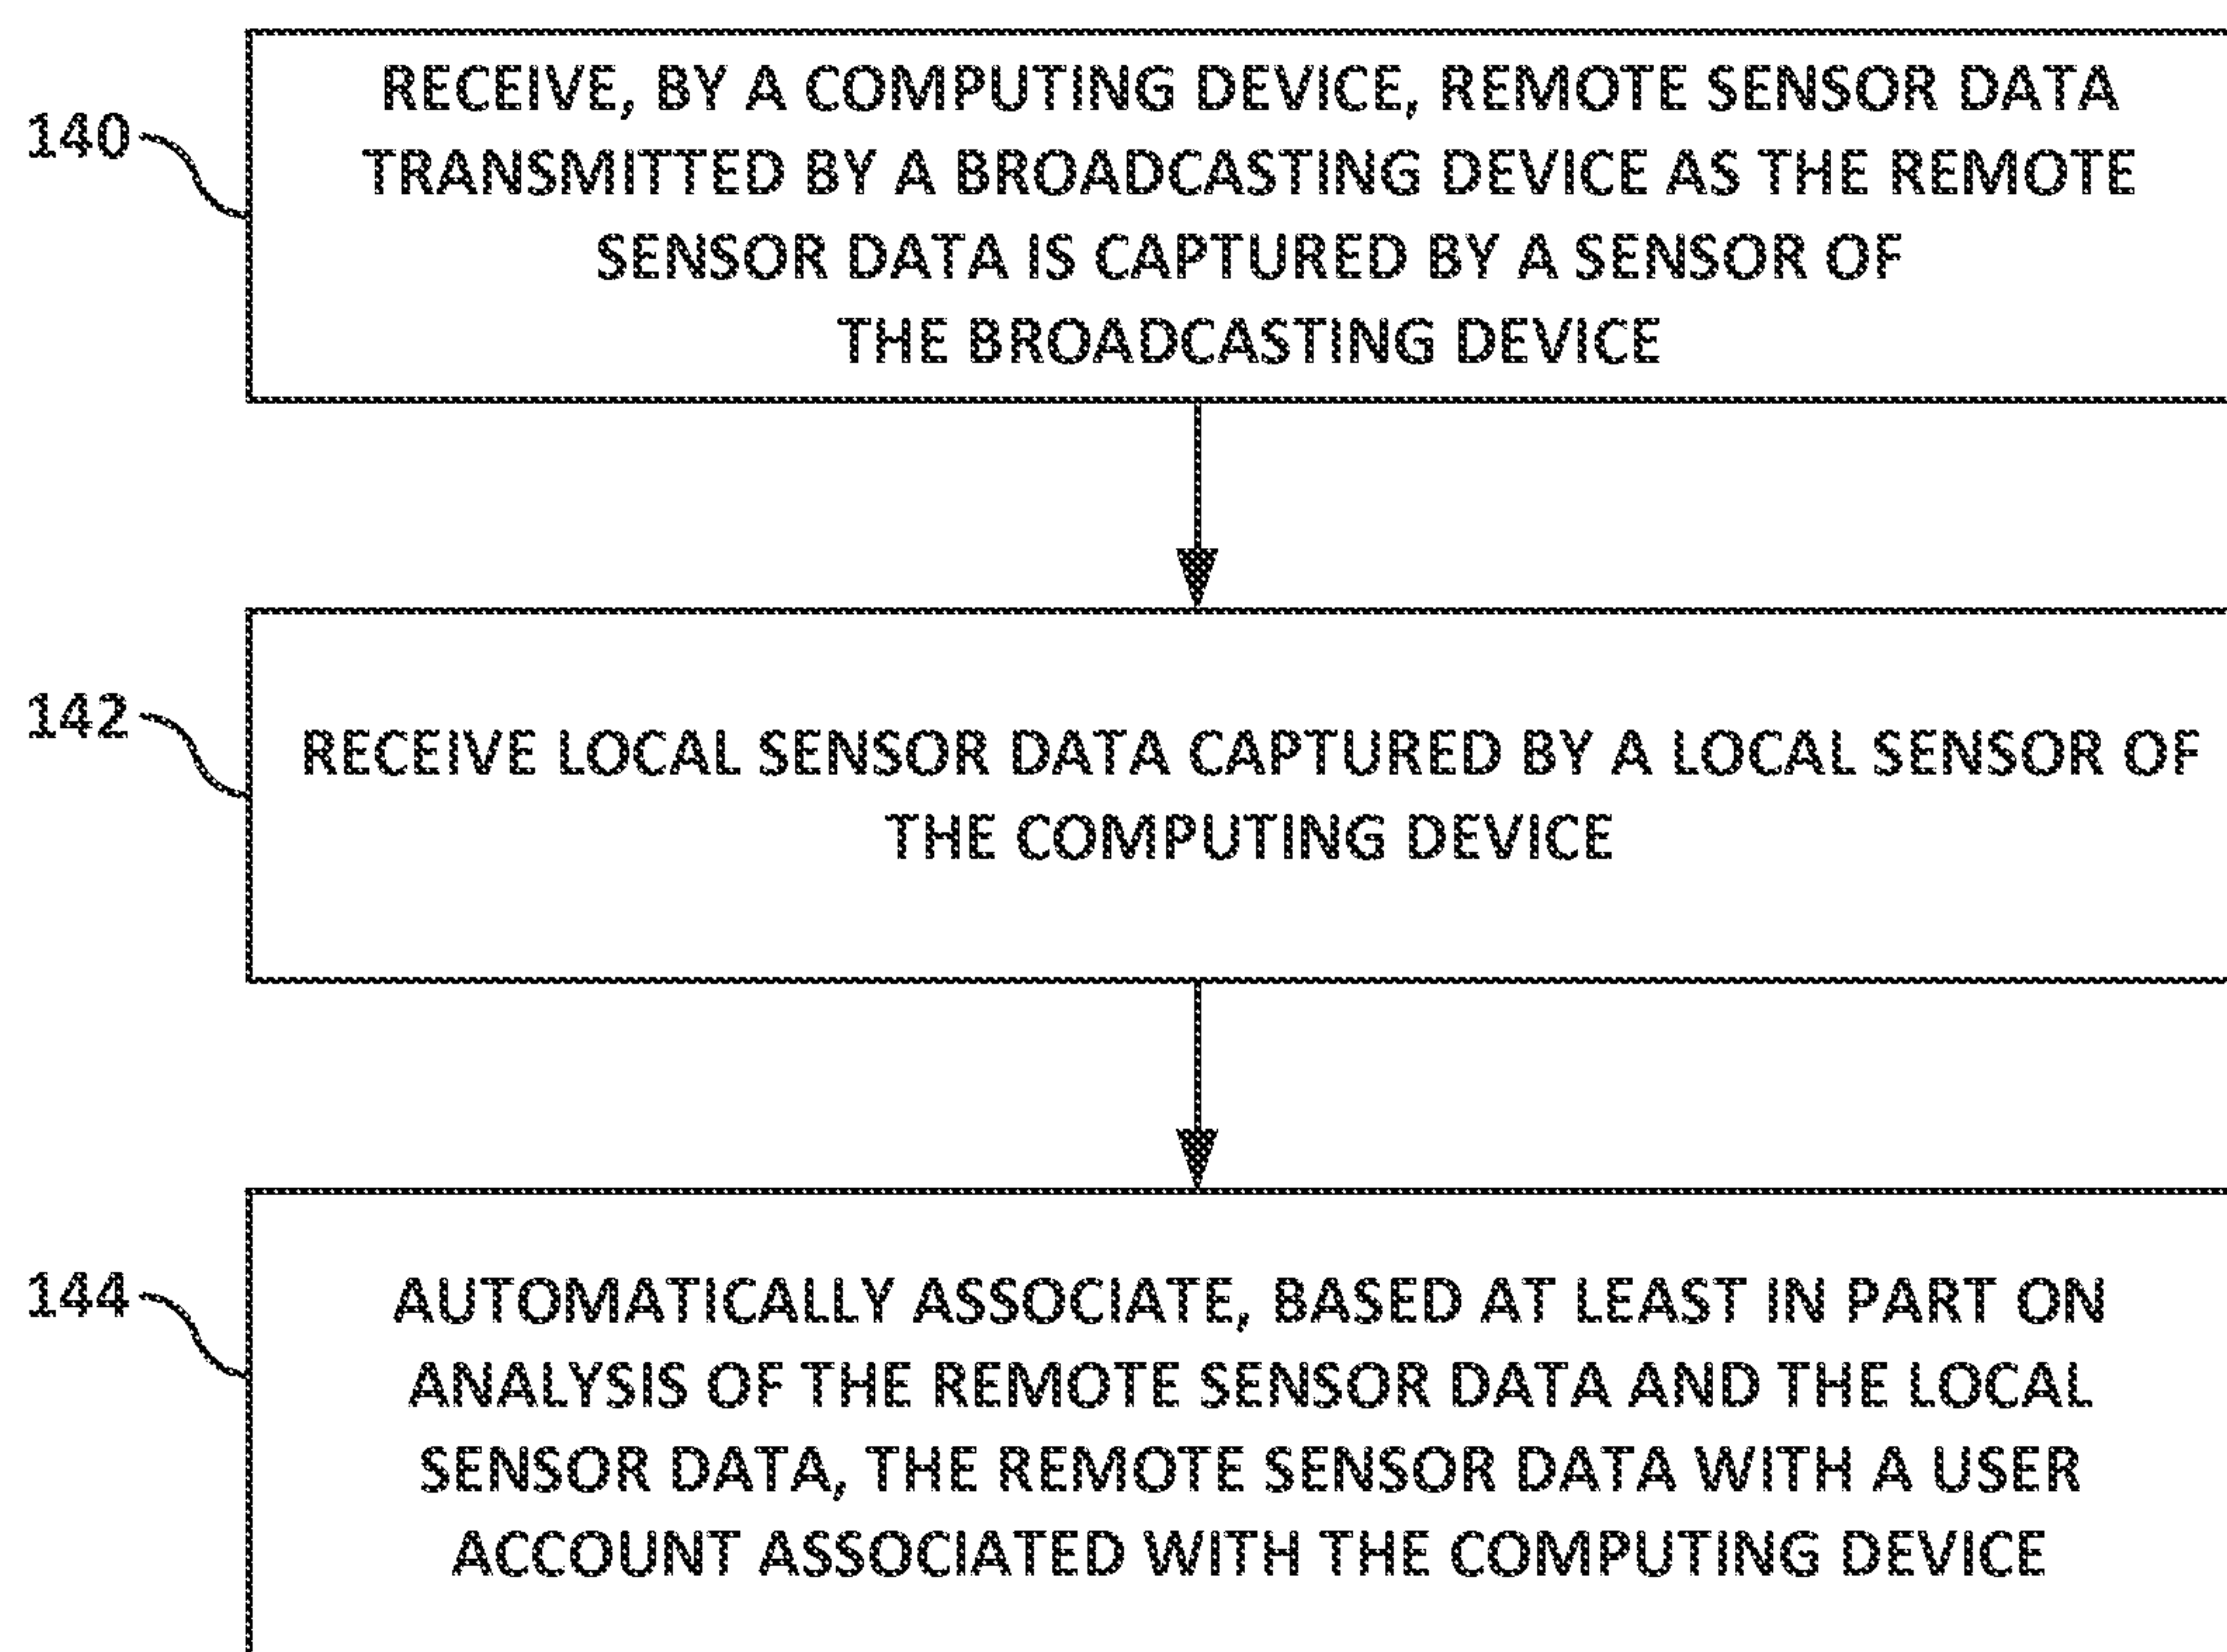 140
RECEIVE, BY A COMPUTING DEVICE, REMOTE SENSOR DATA
TRANSMITTED BY A BROADCASTING DEVICE AS THE REMOTE
SENSOR DATA IS CAPTURED BY A SENSOR OF
THE BROADCASTING DEVICE
142
RECEIVE LOCAL SENSOR DATA CAPTURED BY A LOCAL SENSOR OF
THE COMPUTING DEVICE
144
AUTOMATICALLY ASSOCIATE, BASED AT LEAST IN PART ON
ANALYSIS OF THE REMOTE SENSOR DATA AND THE LOCAL
SENSOR DATA, THE REMOTE SENSOR DATA WITH A USER
ACCOUNT ASSOCIATED WITH THE COMPUTING DEVICE